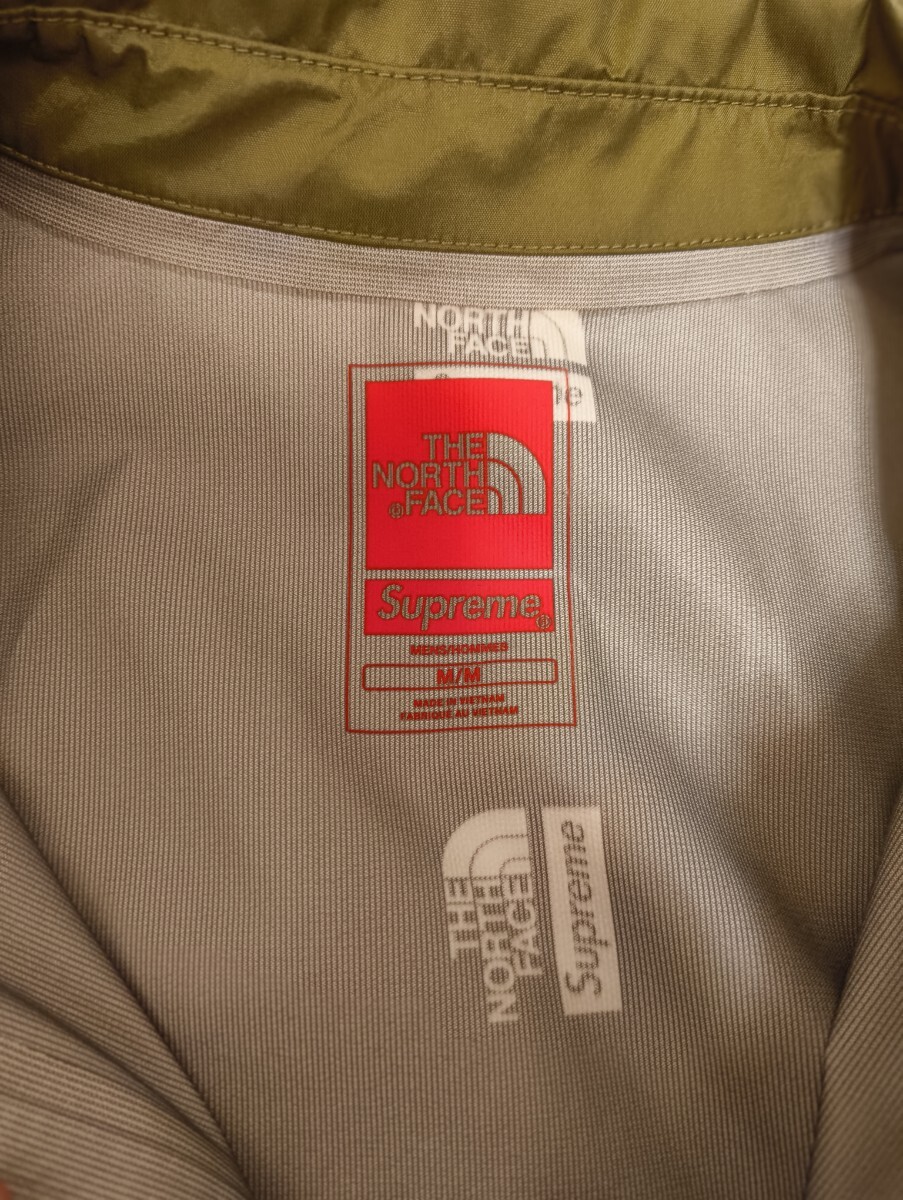 NORTH
FACE
me
THE
NORTH
FACE
Supreme®
MENS/HOMMES
M/M
MADE IN VIETNAM
FABRIQUE AU VIETNAM
THE
NORTH
FACE
Supreme